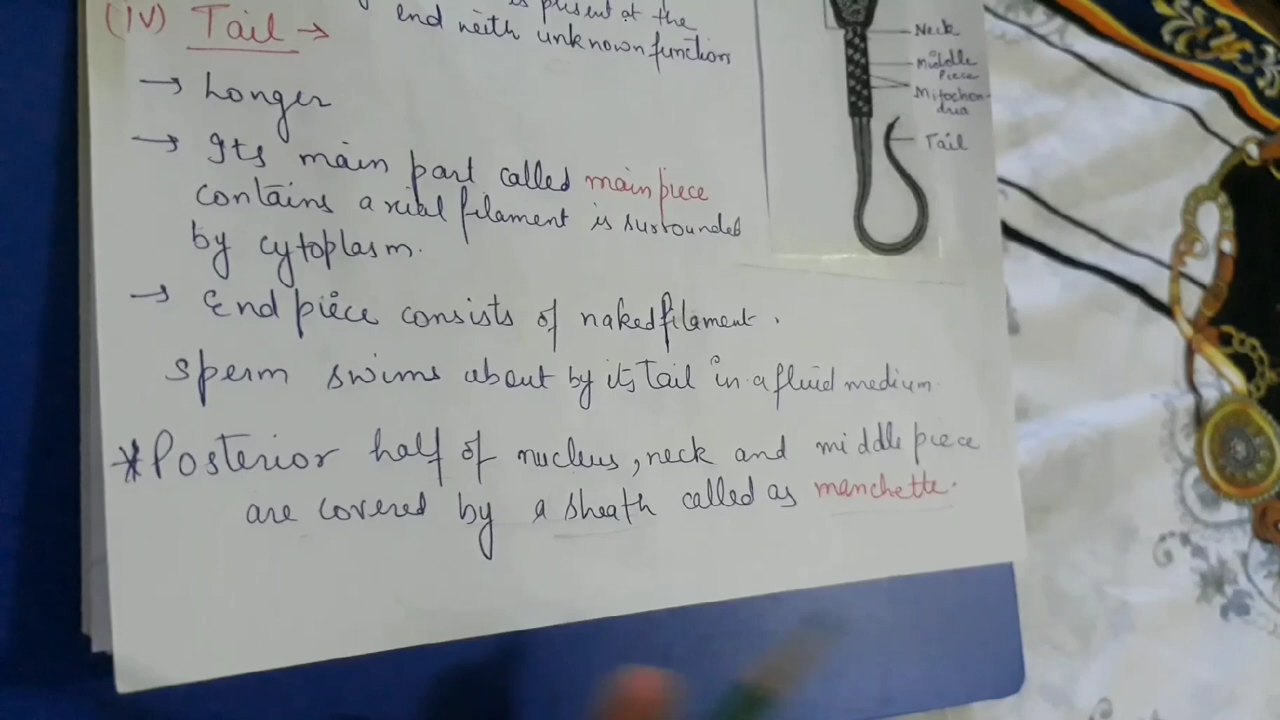 is present at the
end with unknown function
(iv) Tail →
→ Longer
→ Its main part called main piece
contains axial filament is surrounded
by cytoplasm.
→ End piece consists of naked filament.
Sperm swims about by its tail in a fluid medium.
*Posterior half of nucleus, neck and middle piece
are covered by a sheath called as manchette.
Neck
Middle
piece
Mitochon-
dria
Tail